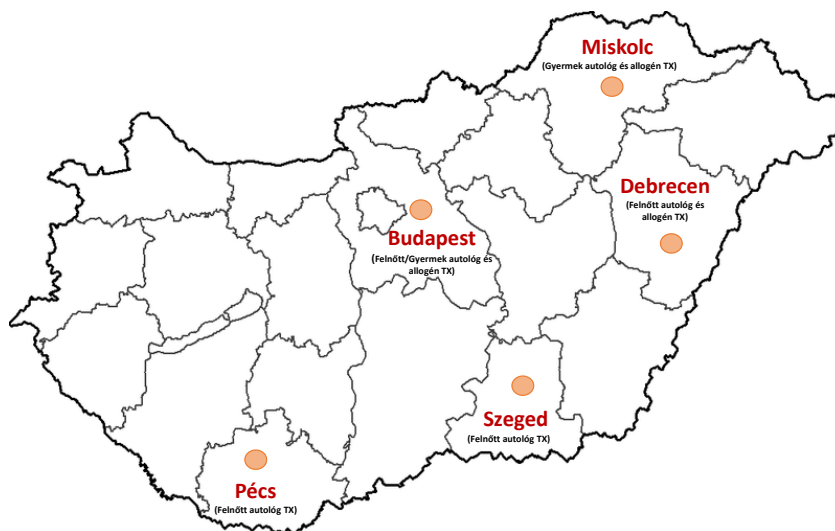 Miskolc
(Gyermek autológ és allogén TX)
Debrecen
(Felnőtt autológ és
allogén TX)
Budapest
(Felnőtt/Gyermek autológ és
allogén TX)
Szeged
(Felnőtt autológ TX)
Pécs
(Felnőtt autológ TX)